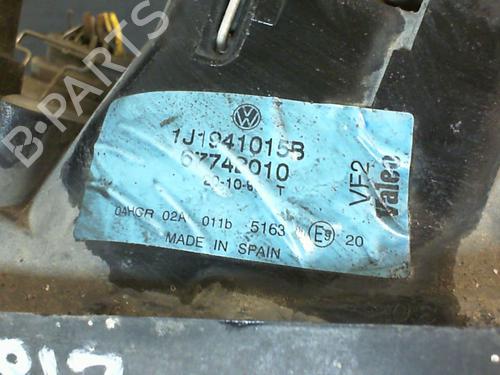 B-PARTS
1J1941015B
67742010
T
VF2
Valeo
04HCR 02A 011b 5163 E9 20
MADE IN SPAIN